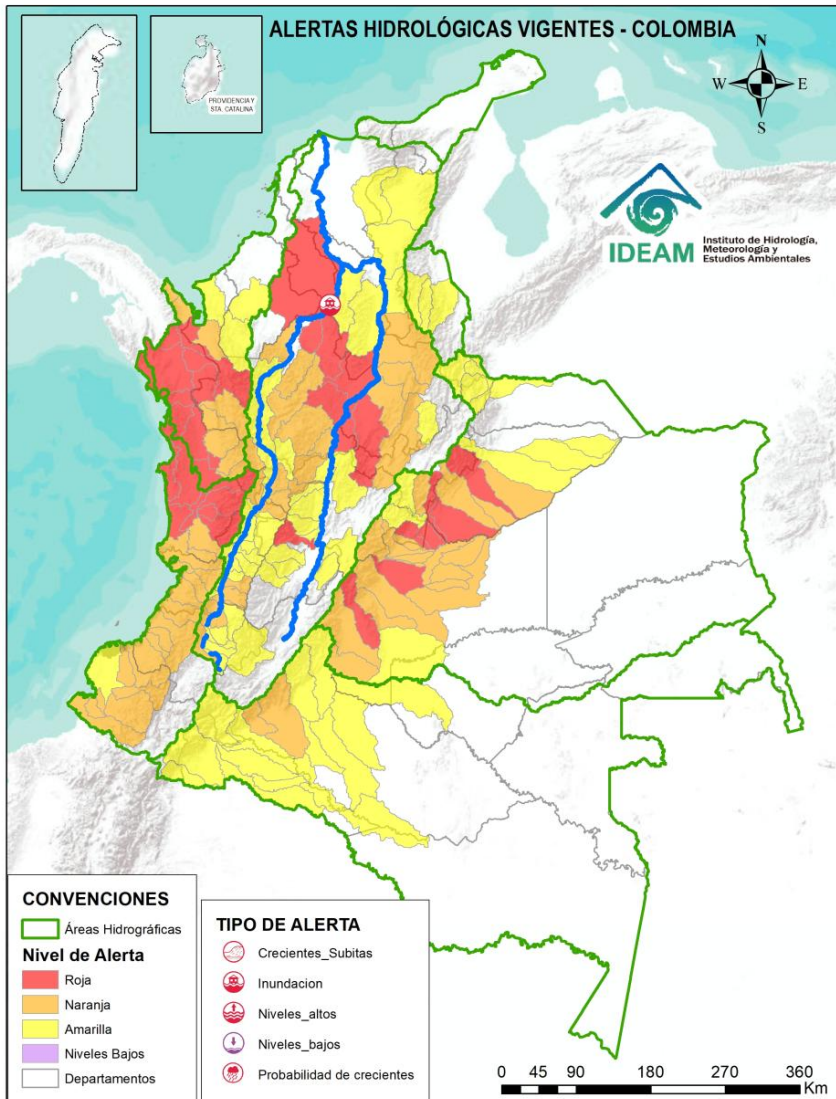 ALERTAS HIDROLÓGICAS VIGENTES - COLOMBIA
PROVIDENCIA Y
STA. CATALINA
N
W
E
S
IDEAM
Instituto de Hidrología,
Meteorología y
Estudios Ambientales
CONVENCIONES
Áreas Hidrográficas
Nivel de Alerta
Roja
Naranja
Amarilla
Niveles Bajos
Departamentos
TIPO DE ALERTA
Crecientes_Subitas
Inundacion
Niveles_altos
Niveles_bajos
Probabilidad de crecientes
0 45 90 180 270 360
Km